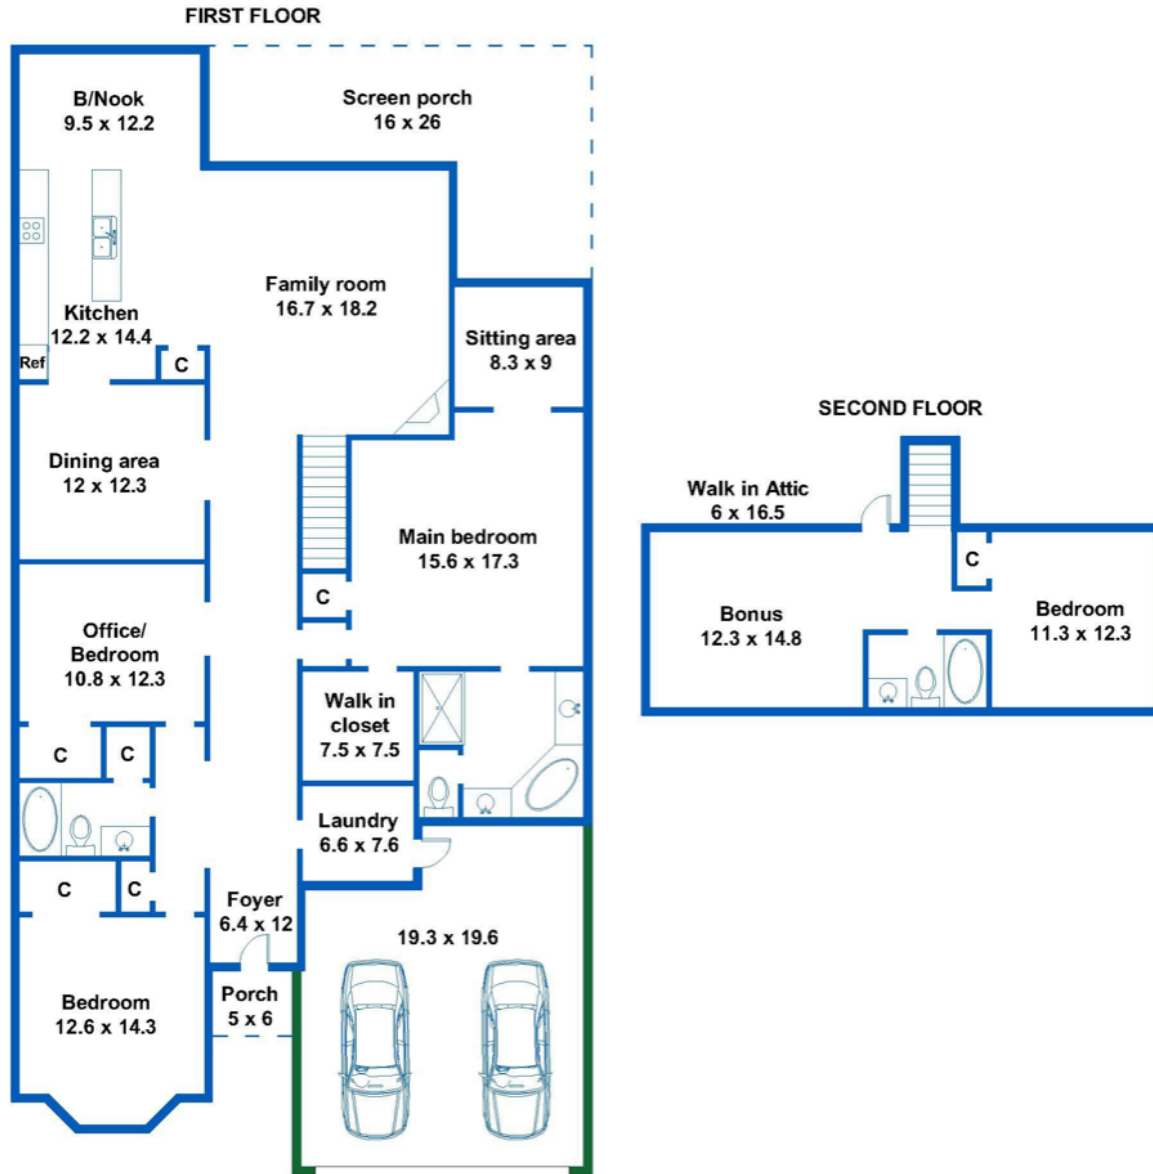 FIRST FLOOR
B/Nook
9.5 x 12.2
Screen porch
16 x 26
Family room
16.7 x 18.2
Kitchen
12.2 x 14.4
Ref
C
Sitting area
8.3 x 9
Dining area
12 x 12.3
Main bedroom
15.6 x 17.3
C
Office/
Bedroom
10.8 x 12.3
Walk in
closet
7.5 x 7.5
C
C
Laundry
6.6 x 7.6
C
C
Foyer
6.4 x 12
19.3 x 19.6
Bedroom
12.6 x 14.3
Porch
5 x 6
SECOND FLOOR
Walk in Attic
6 x 16.5
C
Bonus
12.3 x 14.8
Bedroom
11.3 x 12.3